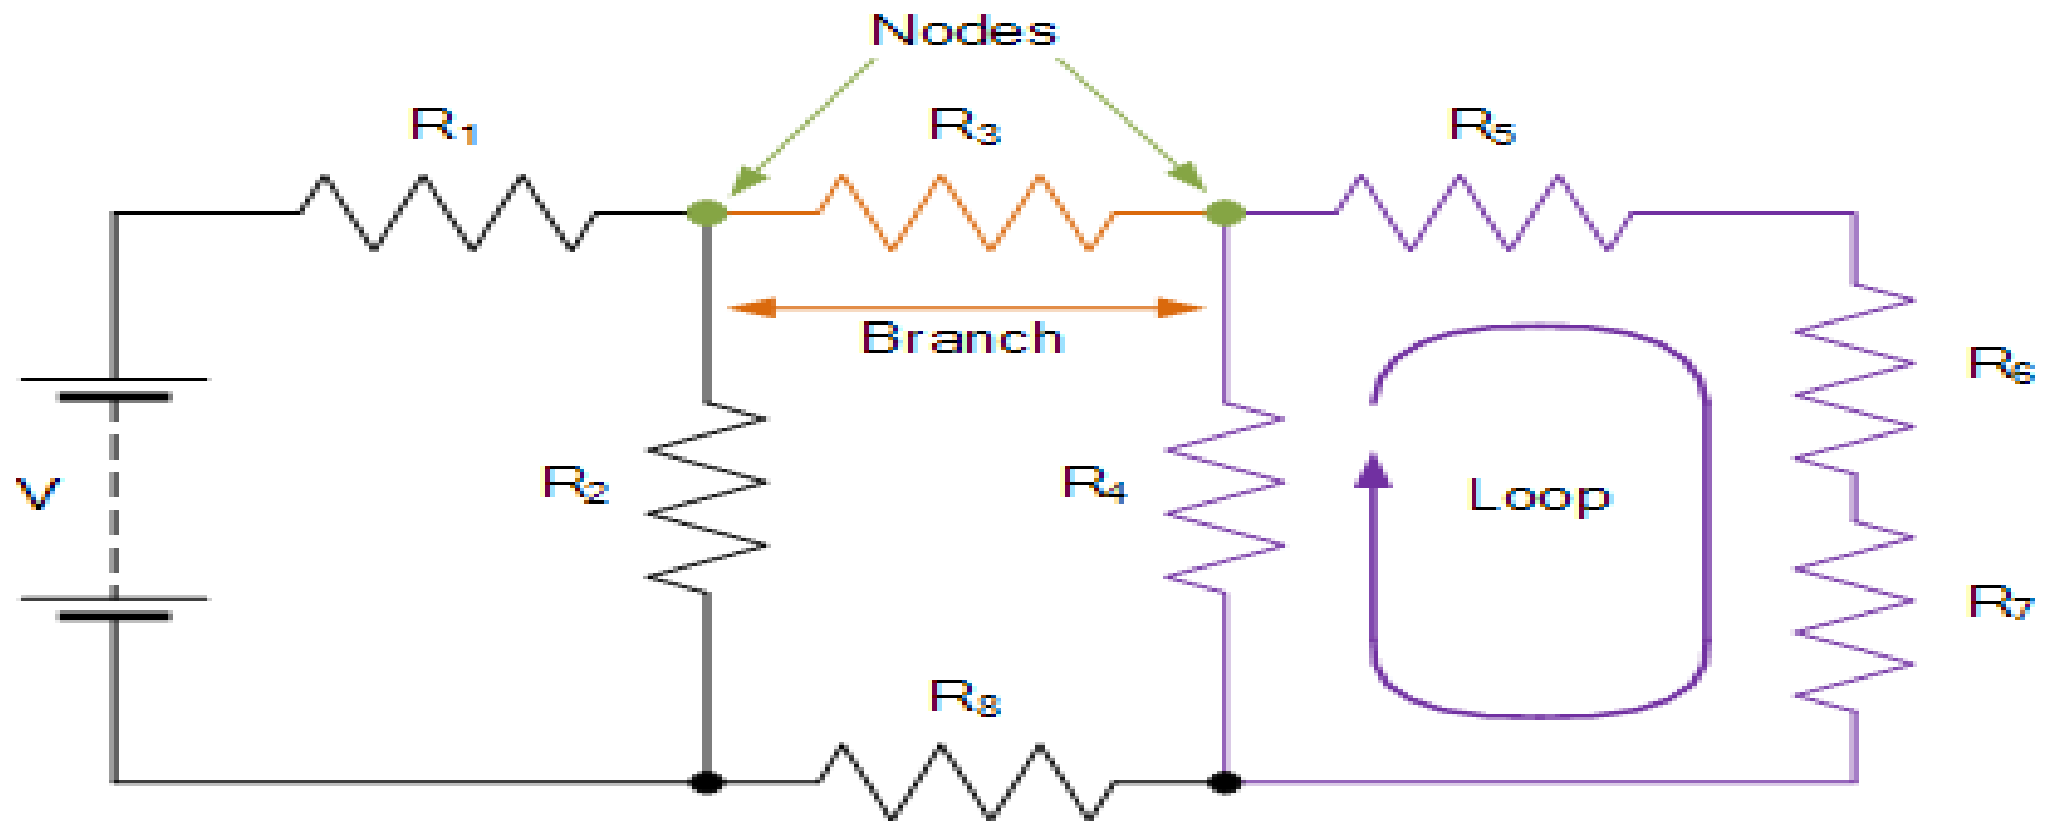 Nodes
R₁
R₃
R₅
Branch
R₆
V
R₂
R₄
Loop
R₇
R₈